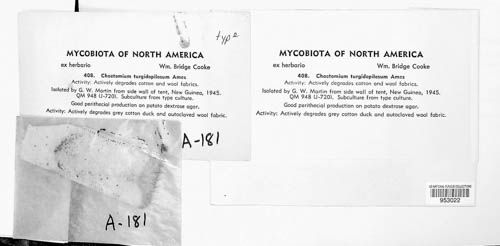 type
MYCOBIOTA OF NORTH AMERICA
ex herbario Wm. Bridge Cooke
408. Chaetomium turgidopilosum Ames
Activity: Actively degrades cotton and wool fabrics.
Isolated by G. W. Martin from side wall of tent, New Guinea, 1945.
QM 948 (J-720). Subculture from type culture.
Good perithecial production on potato dextrose agar.
Activity: Actively degrades grey cotton duck and autoclaved wool fabric.
A-181
A-181
MYCOBIOTA OF NORTH AMERICA
ex herbario Wm. Bridge Cooke
408. Chaetomium turgidopilosum Ames
Activity: Actively degrades cotton and wool fabrics.
Isolated by G. W. Martin from side wall of tent, New Guinea, 1945.
QM 948 (J-720). Subculture from type culture.
Good perithecial production on potato dextrose agar.
Activity: Actively degrades grey cotton duck and autoclaved wool fabric.
US NATIONAL FUNGUS COLLECTIONS
953022